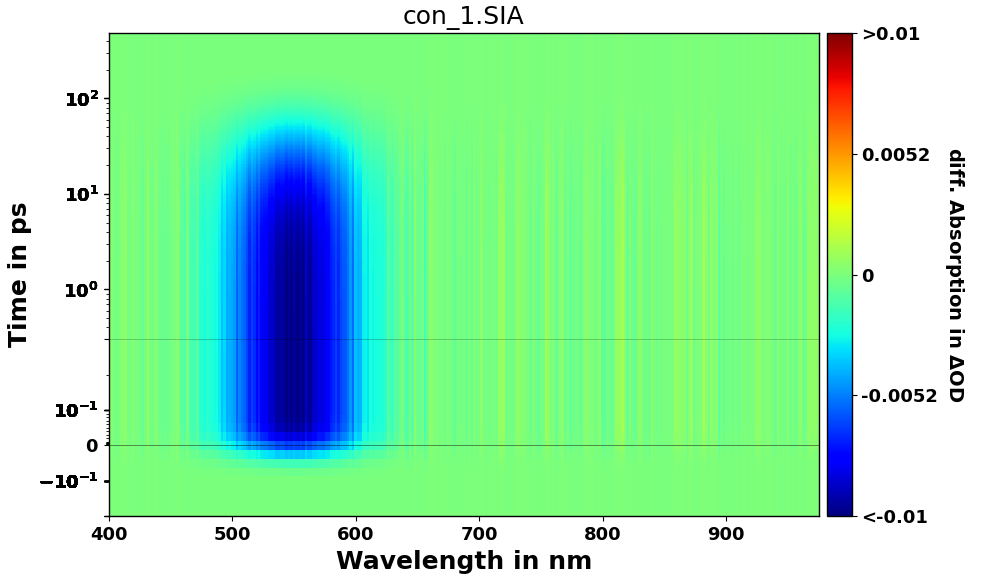 con_1.SIA
>0.01
10²
0.0052
10¹
0
10⁰
-0.0052
10⁻¹
0
−10⁻¹
<-0.01
400 500 600 700 800 900
Wavelength in nm
Time in ps
diff. Absorption in ΔOD